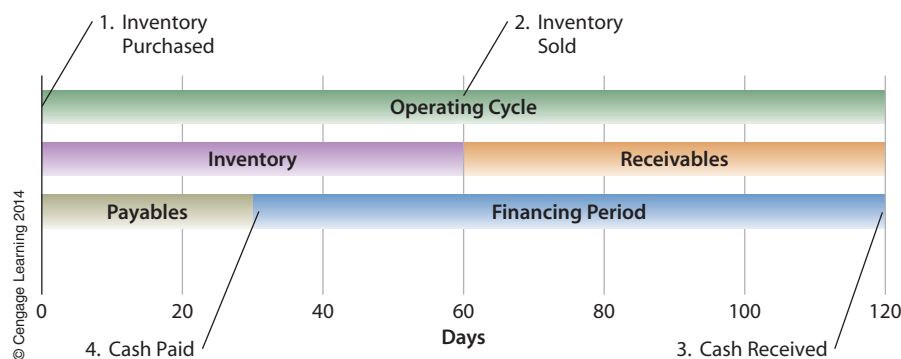 1. Inventory
Purchased
2. Inventory
Sold
Operating Cycle
Inventory
Receivables
Payables
Financing Period
0
20
40
60
80
100
120
Days
4. Cash Paid
3. Cash Received
© Cengage Learning 2014